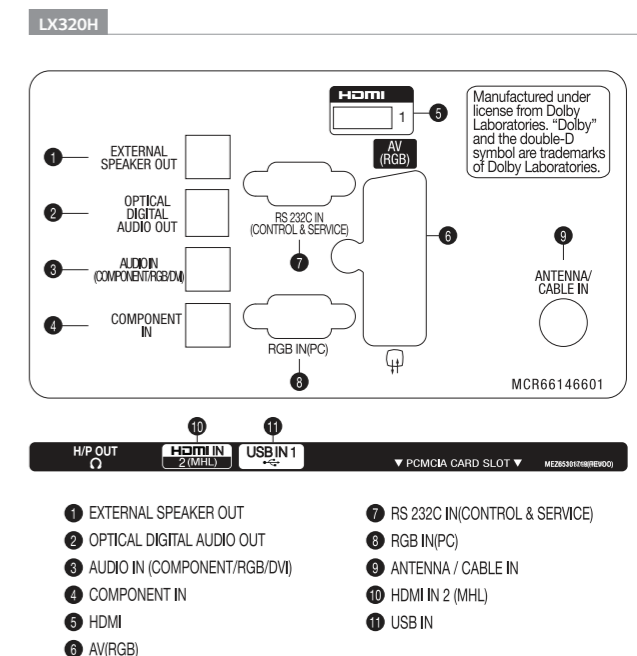 LX320H
HDMI
1
5
Manufactured under
license from Dolby
Laboratories. “Dolby”
and the double-D
symbol are trademarks
of Dolby Laboratories.
AV
(RGB)
1
EXTERNAL
SPEAKER OUT
2
OPTICAL
DIGITAL
AUDIO OUT
RS 232C IN
(CONTROL & SERVICE)
7
6
9
3
AUDIO IN
(COMPONENT/RGB/DVI)
ANTENNA/
CABLE IN
4
COMPONENT
IN
RGB IN(PC)
8
MCR66146601
10
11
H/P OUT
HDMI IN
2 (MHL)
USB IN 1
▼ PCMCIA CARD SLOT ▼
1 EXTERNAL SPEAKER OUT
2 OPTICAL DIGITAL AUDIO OUT
3 AUDIO IN (COMPONENT/RGB/DVI)
4 COMPONENT IN
5 HDMI
6 AV(RGB)
7 RS 232C IN(CONTROL & SERVICE)
8 RGB IN(PC)
9 ANTENNA / CABLE IN
10 HDMI IN 2 (MHL)
11 USB IN